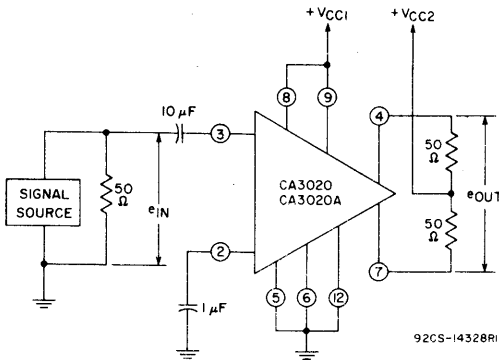 +VCC1
+VCC2
8
9
10 μF
3
4
50
Ω
CA3020
CA3020A
SIGNAL
SOURCE
50
Ω
eIN
eOUT
50
Ω
2
7
1 μF
5
6
12
92CS-14328R1